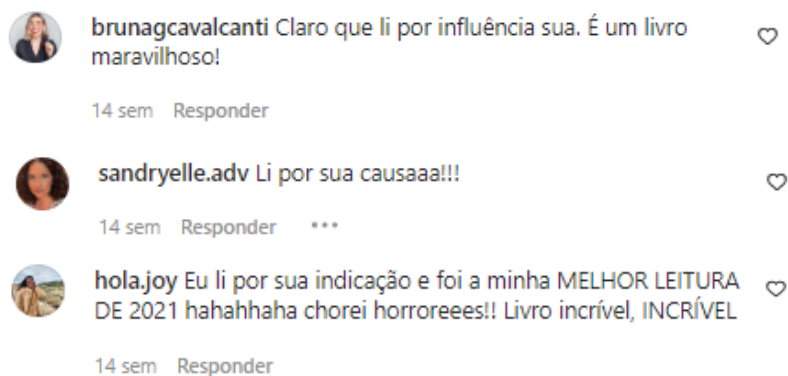 brunagcavalcanti Claro que li por influência sua. É um livro
maravilhoso!
14 sem Responder
sandryelle.adv Li por sua causaaa!!!
14 sem Responder ...
hola.joy Eu li por sua indicação e foi a minha MELHOR LEITURA
DE 2021 hahahhaha chorei horroreees!! Livro incrível, INCRÍVEL
14 sem Responder